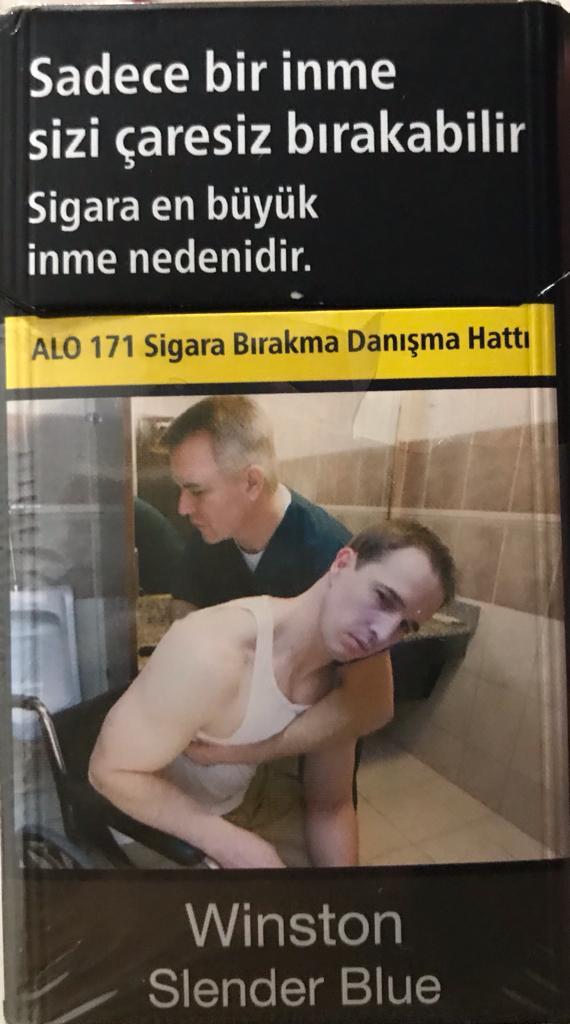 Sadece bir inme
sizi çaresiz bırakabilir
Sigara en büyük
inme nedenidir.
ALO 171 Sigara Bırakma Danışma Hattı
Winston
Slender Blue